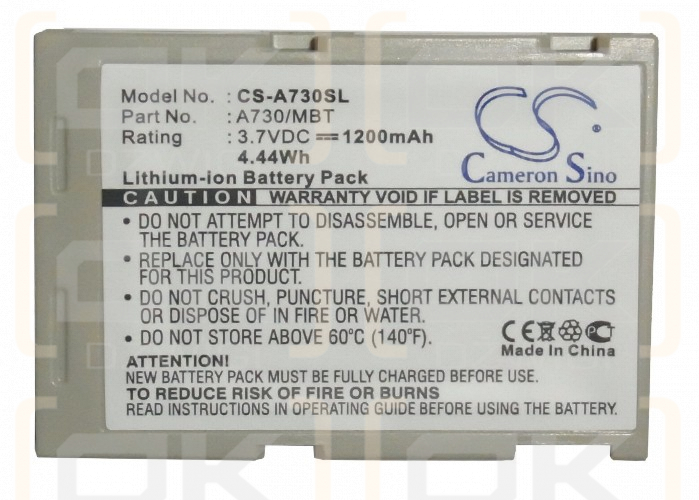 Model No. : CS-A730SL
Part No. : A730/MBT
Rating : 3.7VDC 1200mAh
4.44Wh
Lithium-ion Battery Pack
CS
Cameron Sino
CAUTION WARRANTY VOID IF LABEL IS REMOVED
• DO NOT ATTEMPT TO DISASSEMBLE, OPEN OR SERVICE
THE BATTERY PACK.
• REPLACE ONLY WITH THE BATTERY PACK DESIGNATED
FOR THIS PRODUCT.
• DO NOT CRUSH, PUNCTURE, SHORT EXTERNAL CONTACTS
OR DISPOSE OF IN FIRE OR WATER.
• DO NOT STORE ABOVE 60°C (140°F).
CE
Made In China
ATTENTION!
NEW BATTERY PACK MUST BE FULLY CHARGED BEFORE USE.
TO REDUCE RISK OF FIRE OR BURNS
READ INSTRUCTIONS IN OPERATING GUIDE BEFORE USING THE BATTERY.